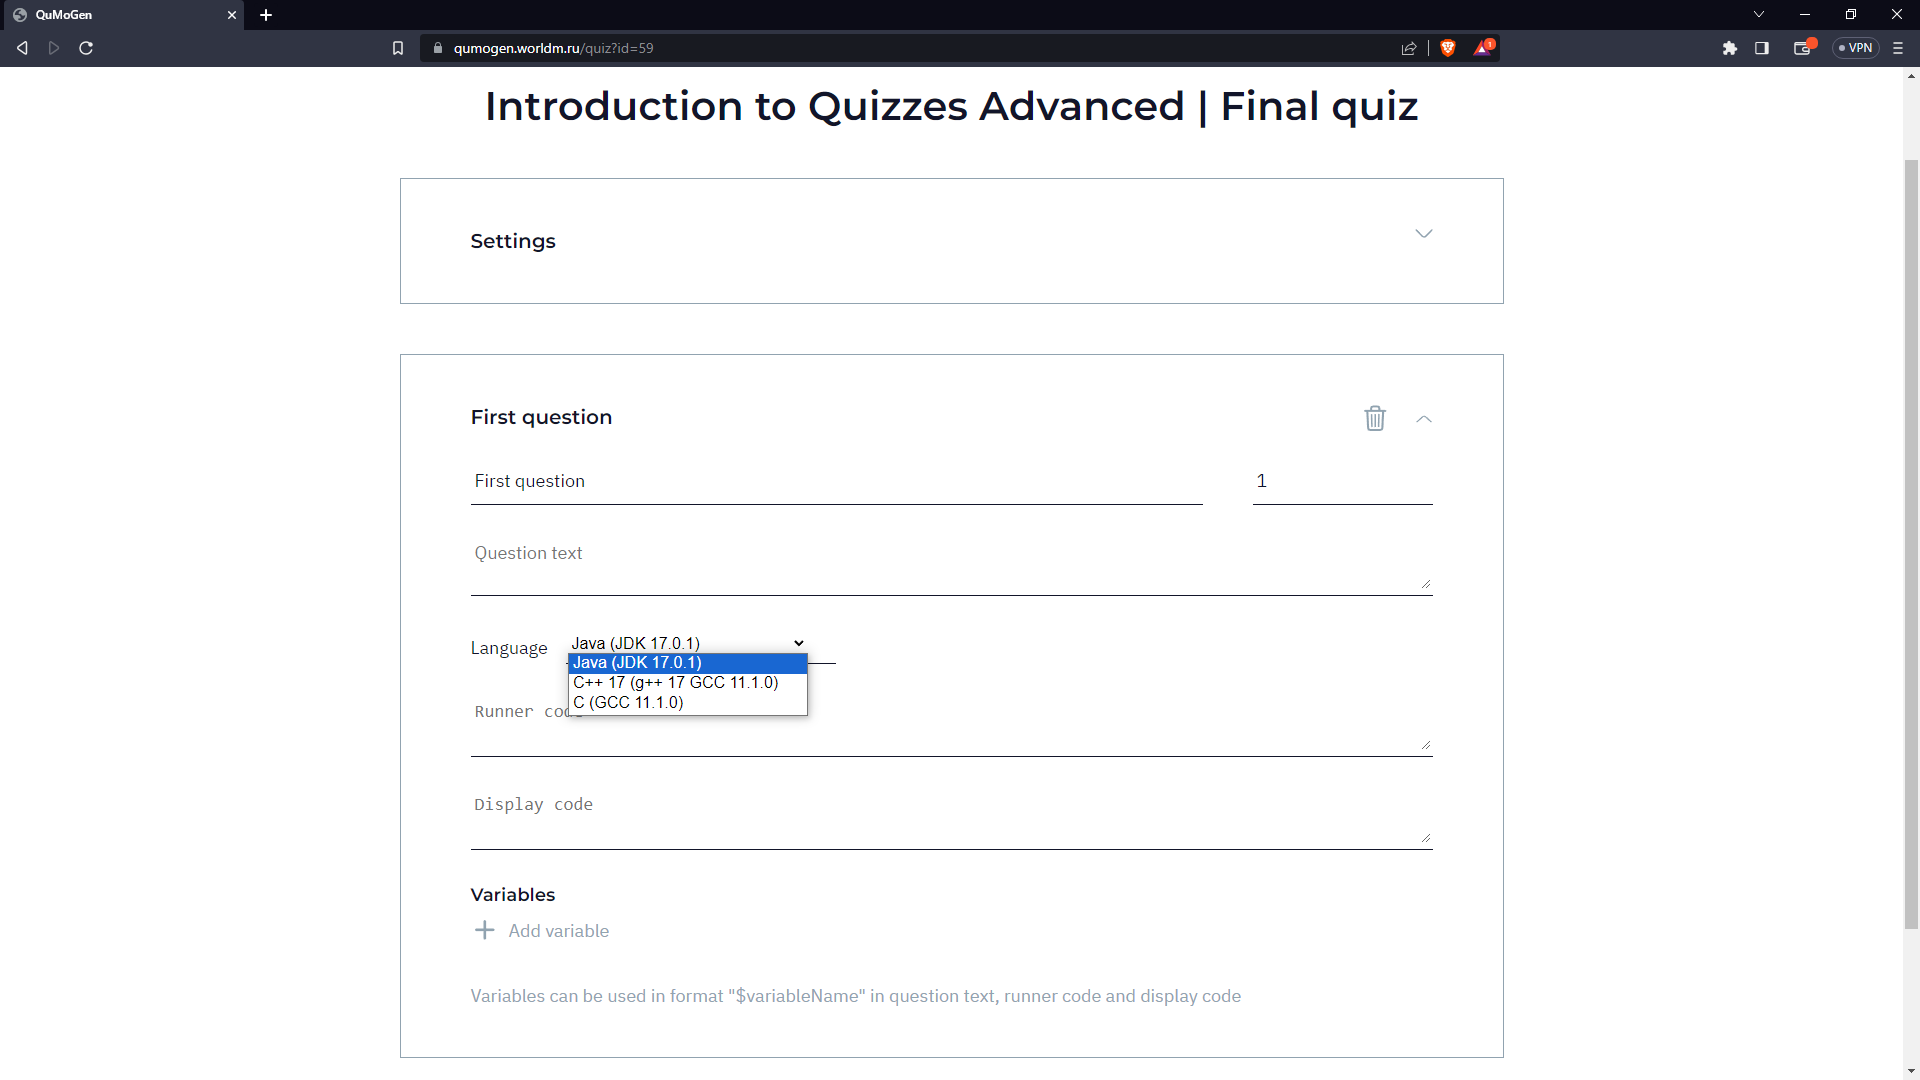 QuMoGen
qumogen.worldm.ru/quiz?id=59
1
VPN
Introduction to Quizzes Advanced | Final quiz
Settings
First question
First question
1
Question text
Language
Java (JDK 17.0.1)
Java (JDK 17.0.1)
C++ 17 (g++ 17 GCC 11.1.0)
C (GCC 11.1.0)
Runner code
Display code
Variables
Add variable
Variables can be used in format "$variableName" in question text, runner code and display code